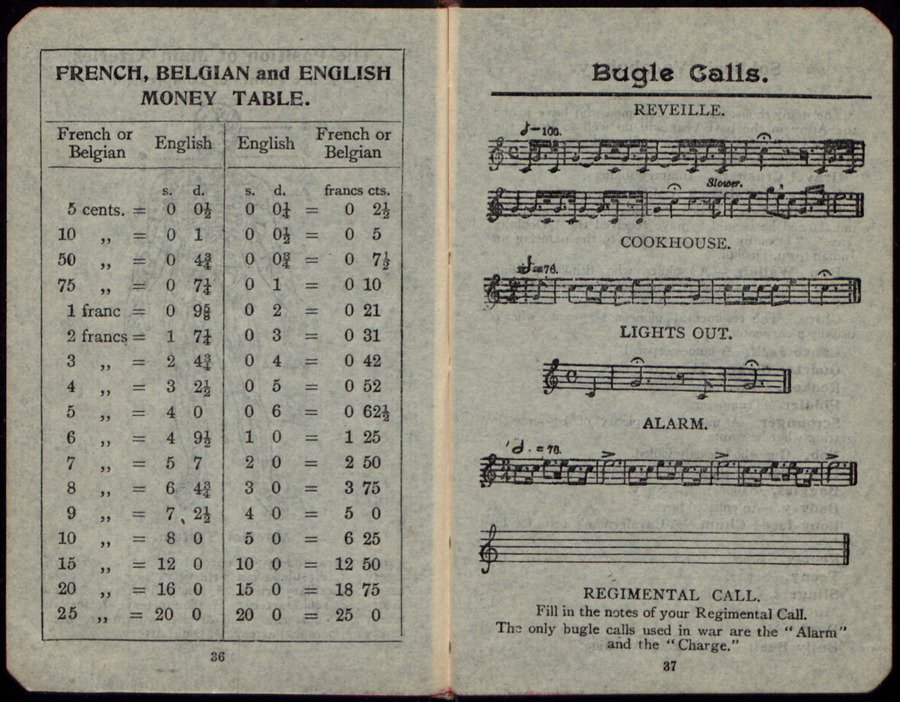 FRENCH, BELGIAN and ENGLISH
MONEY TABLE.
French or Belgian English English French or Belgian
s. d. s. d. francs cts.
5 cents. = 0 0½ 0 0¼ = 0 2½
10 ,, = 0 1 0 0½ = 0 5
50 ,, = 0 4¾ 0 0¾ = 0 7½
75 ,, = 0 7¼ 0 1 = 0 10
1 franc = 0 9⅝ 0 2 = 0 21
2 francs = 1 7¼ 0 3 = 0 31
3 ,, = 2 4¾ 0 4 = 0 42
4 ,, = 3 2½ 0 5 = 0 52
5 ,, = 4 0 0 6 = 0 62½
6 ,, = 4 9½ 1 0 = 1 25
7 ,, = 5 7 2 0 = 2 50
8 ,, = 6 4¾ 3 0 = 3 75
9 ,, = 7 2½ 4 0 = 5 0
10 ,, = 8 0 5 0 = 6 25
15 ,, = 12 0 10 0 = 12 50
20 ,, = 16 0 15 0 = 18 75
25 ,, = 20 0 20 0 = 25 0
36
Bugle Calls.
REVEILLE.
=106.
Slower.
COOKHOUSE.
=76.
LIGHTS OUT.
ALARM.
= 76.
REGIMENTAL CALL.
Fill in the notes of your Regimental Call.
The only bugle calls used in war are the "Alarm"
and the "Charge."
37